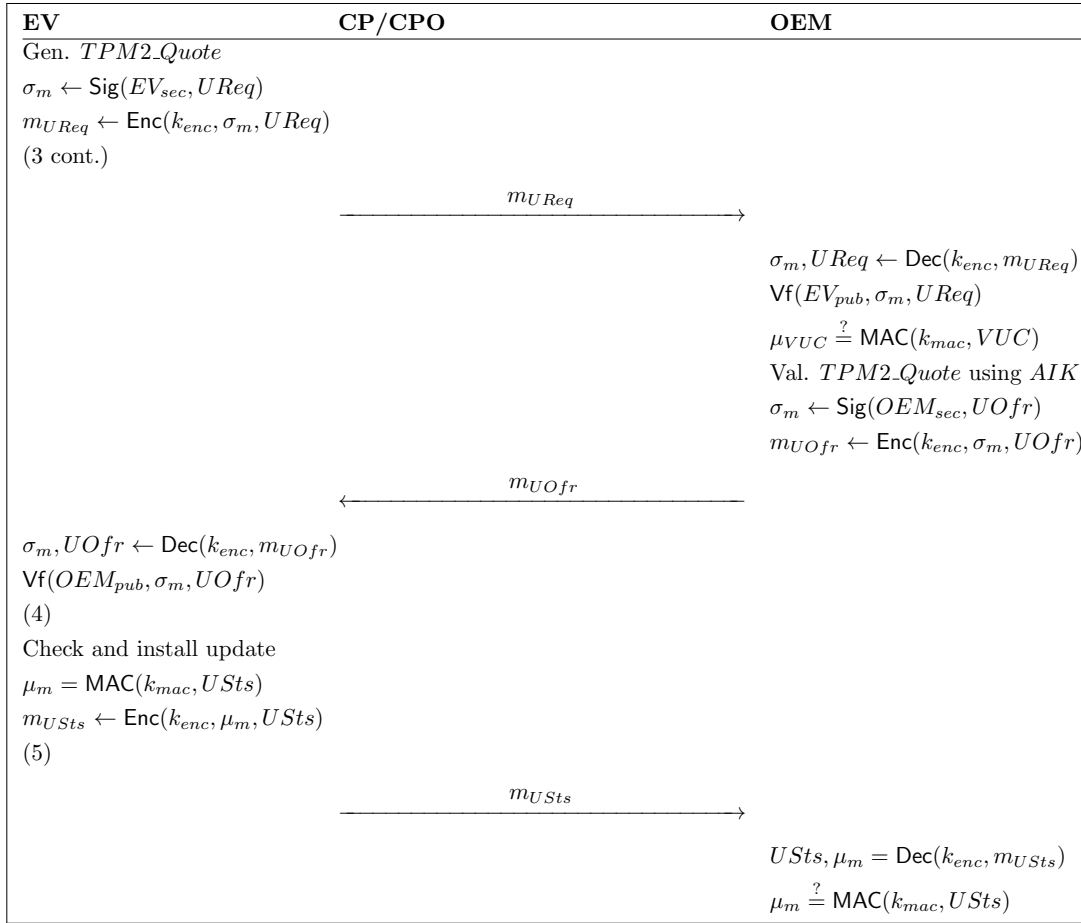 EV CP/CPO OEM
Gen. TPM2_Quote
σ_m ← Sig(EV_sec, UReq)
m_UReq ← Enc(k_enc, σ_m, UReq)
(3 cont.)
m_UReq
σ_m, UReq ← Dec(k_enc, m_UReq)
Vf(EV_pub, σ_m, UReq)
μ_VUC ≟ MAC(k_mac, VUC)
Val. TPM2_Quote using AIK
σ_m ← Sig(OEM_sec, UOfr)
m_UOfr ← Enc(k_enc, σ_m, UOfr)
m_UOfr
σ_m, UOfr ← Dec(k_enc, m_UOfr)
Vf(OEM_pub, σ_m, UOfr)
(4)
Check and install update
μ_m = MAC(k_mac, USts)
m_USts ← Enc(k_enc, μ_m, USts)
(5)
m_USts
USts, μ_m = Dec(k_enc, m_USts)
μ_m ≟ MAC(k_mac, USts)